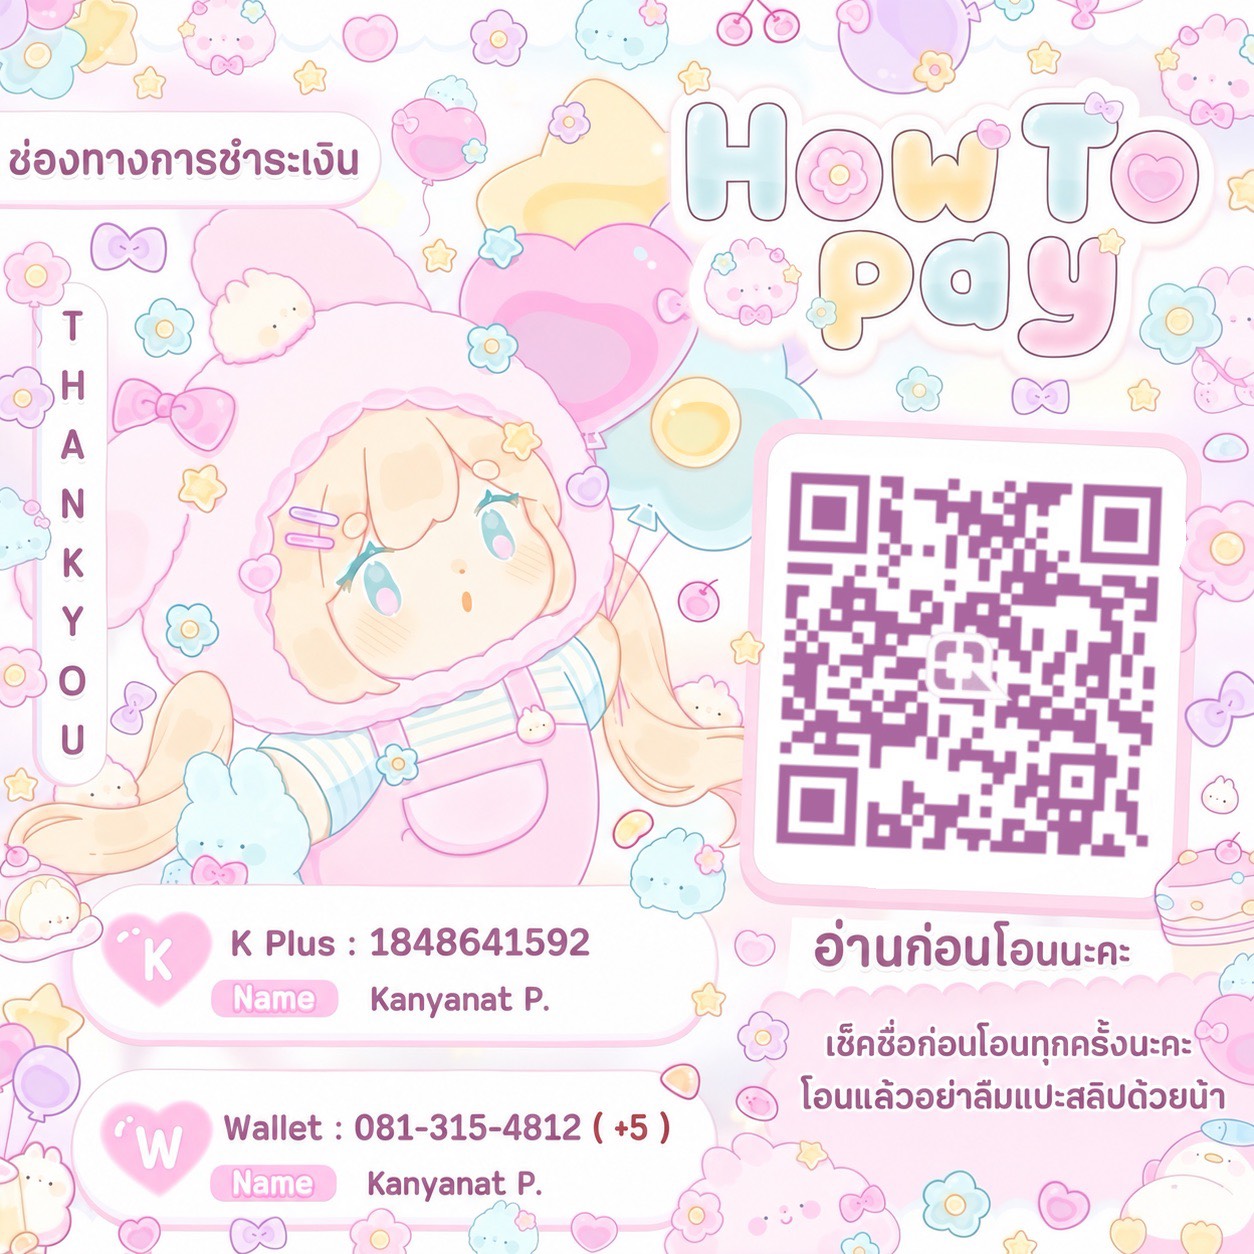 ช่องทางการชำระเงิน
How To
pay
THANKYOU
K
K Plus : 1848641592
Name Kanyanat P.
W
Wallet : 081-315-4812 ( +5 )
Name Kanyanat P.
อ่านก่อนโอนนะคะ
เช็คชื่อก่อนโอนทุกครั้งนะคะ
โอนแล้วอย่าลืมแปะสลิปด้วยน้า